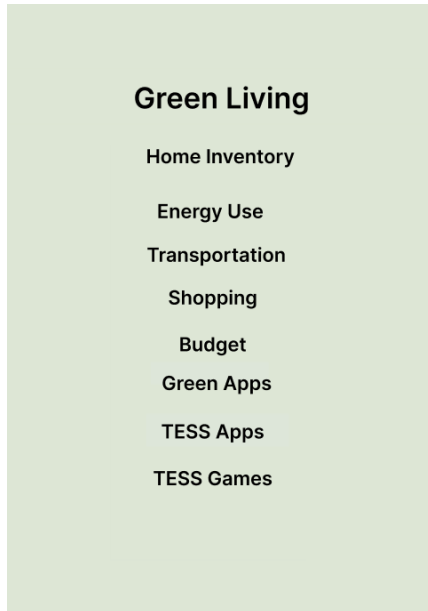 Green Living
Home Inventory
Energy Use
Transportation
Shopping
Budget
Green Apps
TESS Apps
TESS Games